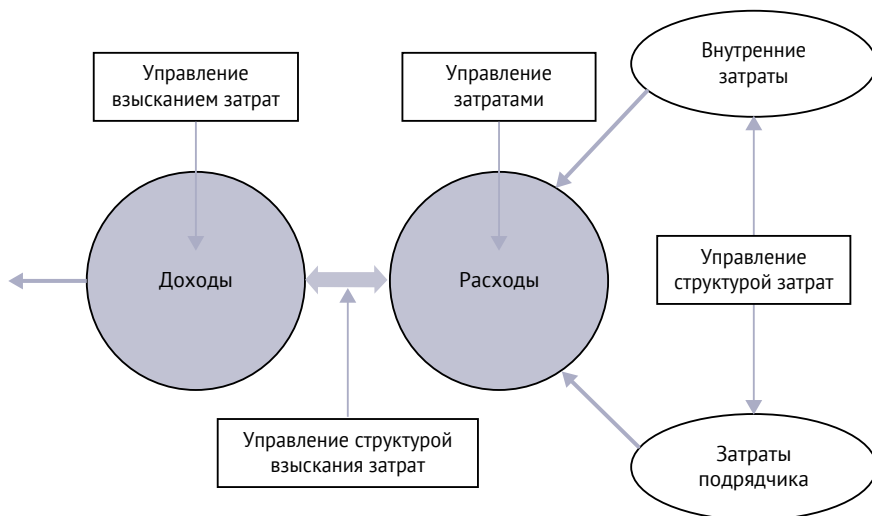 Управление
взысканием затрат
Управление
затратами
Внутренние
затраты
Доходы
Расходы
Управление
структурой затрат
Управление структурой
взыскания затрат
Затраты
подрядчика